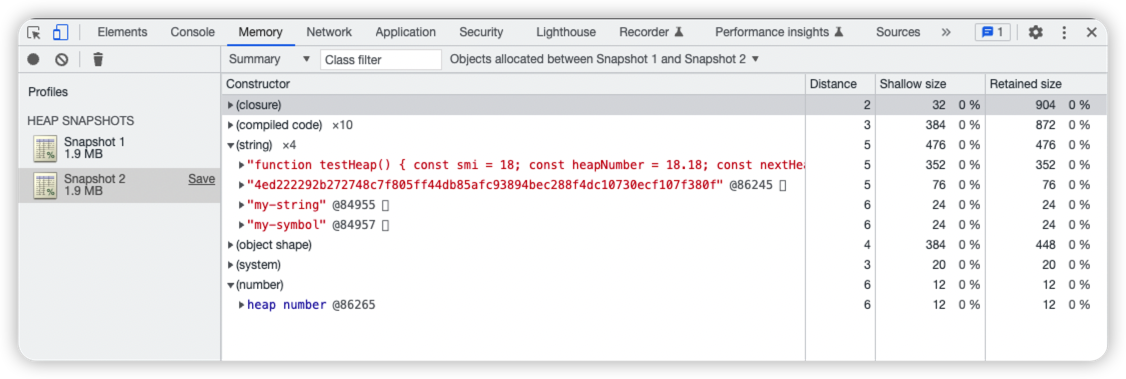 Elements Console Memory Network Application Security Lighthouse Recorder Performance insights Sources » 1
Summary ▼ Class filter Objects allocated between Snapshot 1 and Snapshot 2 ▼
Profiles
HEAP SNAPSHOTS
Snapshot 1
1.9 MB
Snapshot 2 Save
1.9 MB
Constructor Distance Shallow size Retained size
(closure) 2 32 0 % 904 0 %
(compiled code) ×10 3 384 0 % 872 0 %
(string) ×4 5 476 0 % 476 0 %
"function testHeap() { const smi = 18; const heapNumber = 18.18; const nextHea 5 352 0 % 352 0 %
"4ed222292b272748c7f805ff44db85afc93894bec288f4dc10730ecf107f380f" @86245 5 76 0 % 76 0 %
"my-string" @84955 6 24 0 % 24 0 %
"my-symbol" @84957 6 24 0 % 24 0 %
(object shape) 4 384 0 % 448 0 %
(system) 3 20 0 % 20 0 %
(number) 6 12 0 % 12 0 %
heap number @86265 6 12 0 % 12 0 %